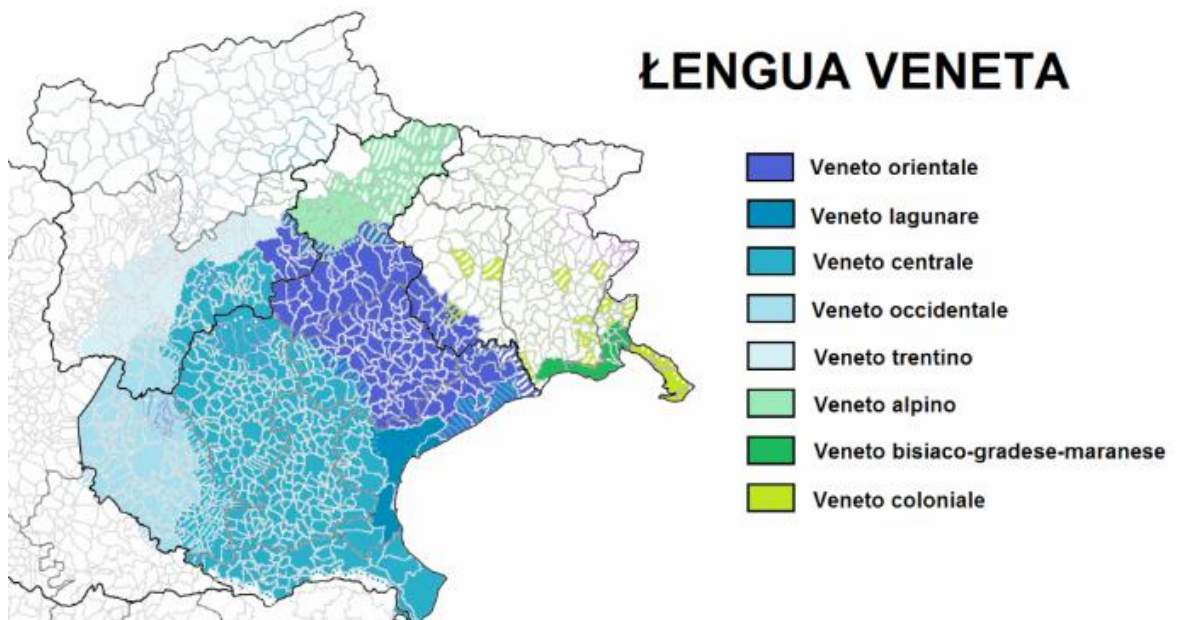 ŁENGUA VENETA
Veneto orientale
Veneto lagunare
Veneto centrale
Veneto occidentale
Veneto trentino
Veneto alpino
Veneto bisiaco-gradese-maranese
Veneto coloniale